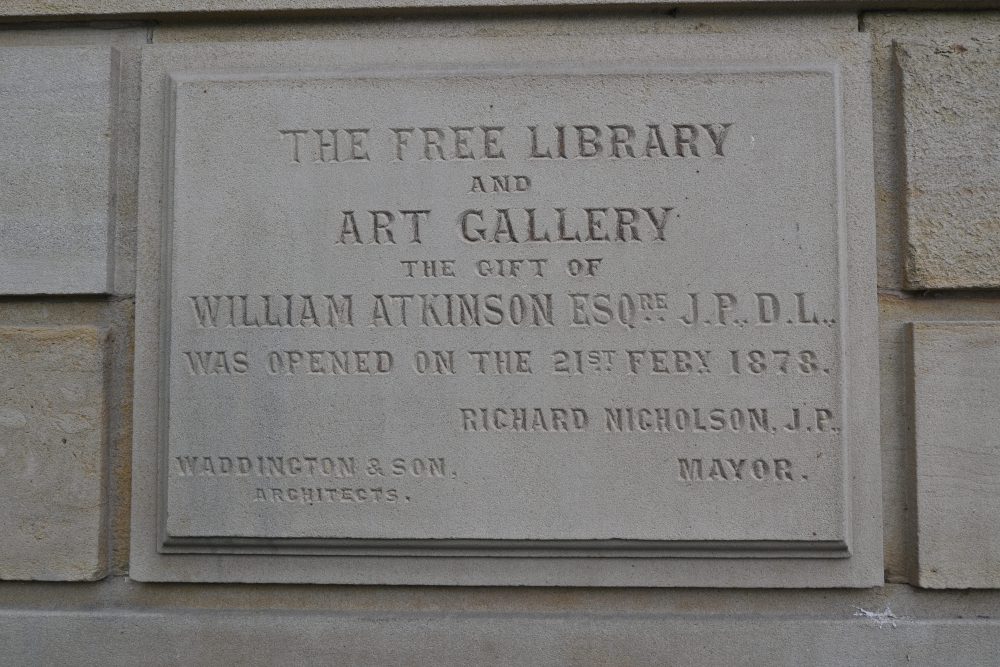 THE FREE LIBRARY
AND
ART GALLERY
THE GIFT OF
WILLIAM ATKINSON ESQRE J.P., D.L.,
WAS OPENED ON THE 21ST FEBY 1878.
RICHARD NICHOLSON, J.P.,
WADDINGTON & SON, MAYOR.
ARCHITECTS.